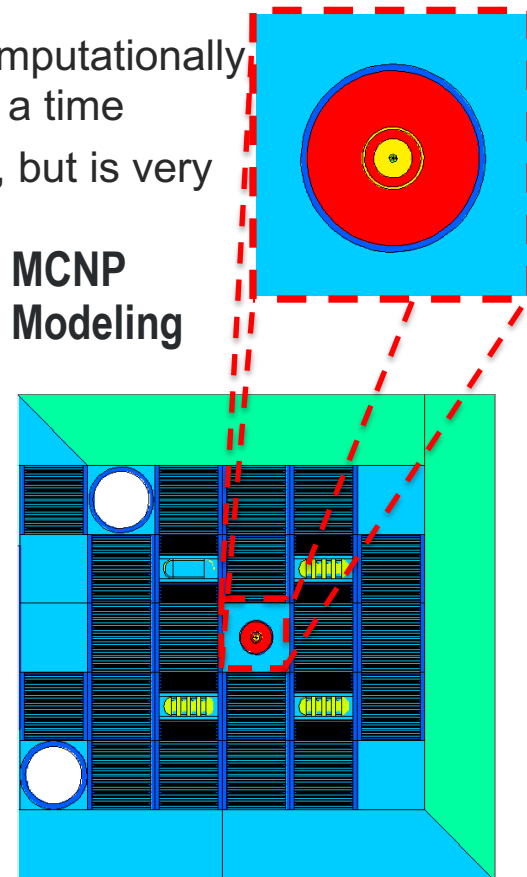 mputationally
a time
, but is very
MCNP
Modeling